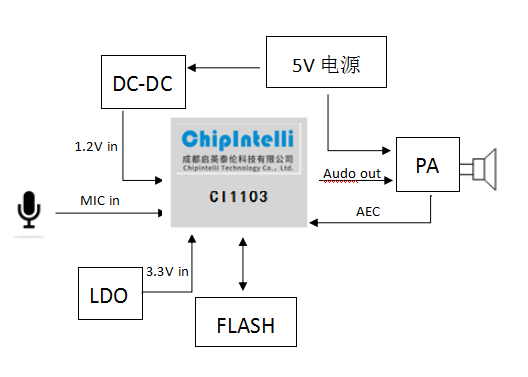 5V 电源
DC-DC
1.2V in
ChipIntelli
成都启英泰伦科技有限公司
Chipintelli Technology Co., Ltd.
CI1103
PA
Audo out
MIC in
AEC
3.3V in
LDO
FLASH